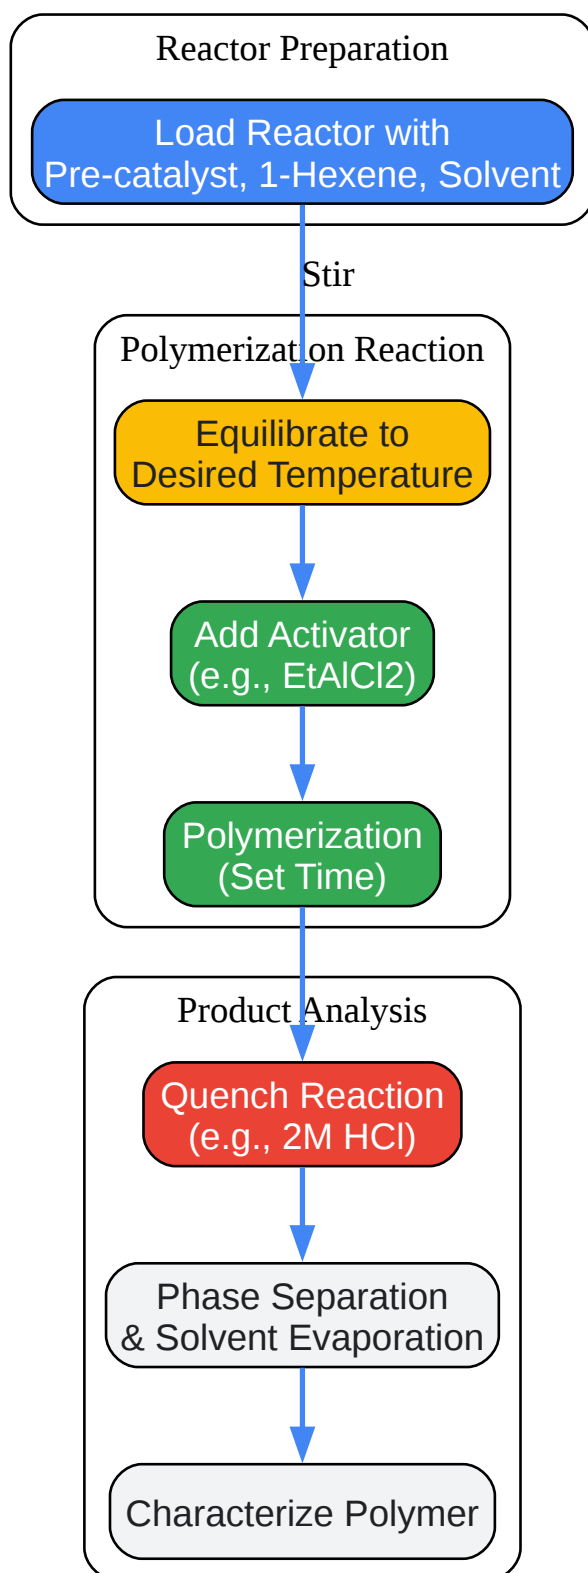 Reactor Preparation
Load Reactor with
Pre-catalyst, 1-Hexene, Solvent
Stir
Polymerization Reaction
Equilibrate to
Desired Temperature
Add Activator
(e.g., EtAlCl2)
Polymerization
(Set Time)
Product Analysis
Quench Reaction
(e.g., 2M HCl)
Phase Separation
& Solvent Evaporation
Characterize Polymer